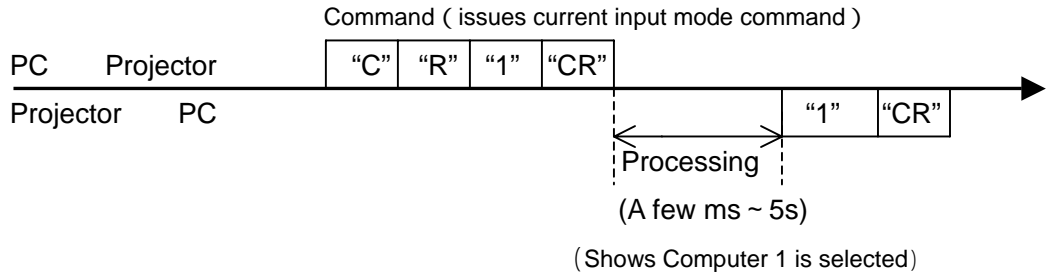 Command ( issues current input mode command )
PC Projector “C” “R” “1” “CR”
Projector PC “1” “CR”
Processing
(A few ms ~ 5s)
(Shows Computer 1 is selected)